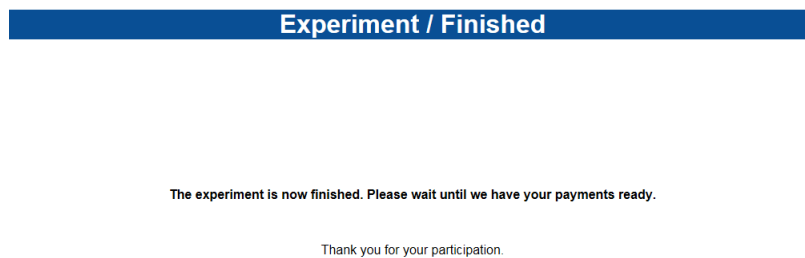 Experiment / Finished
The experiment is now finished. Please wait until we have your payments ready.
Thank you for your participation.